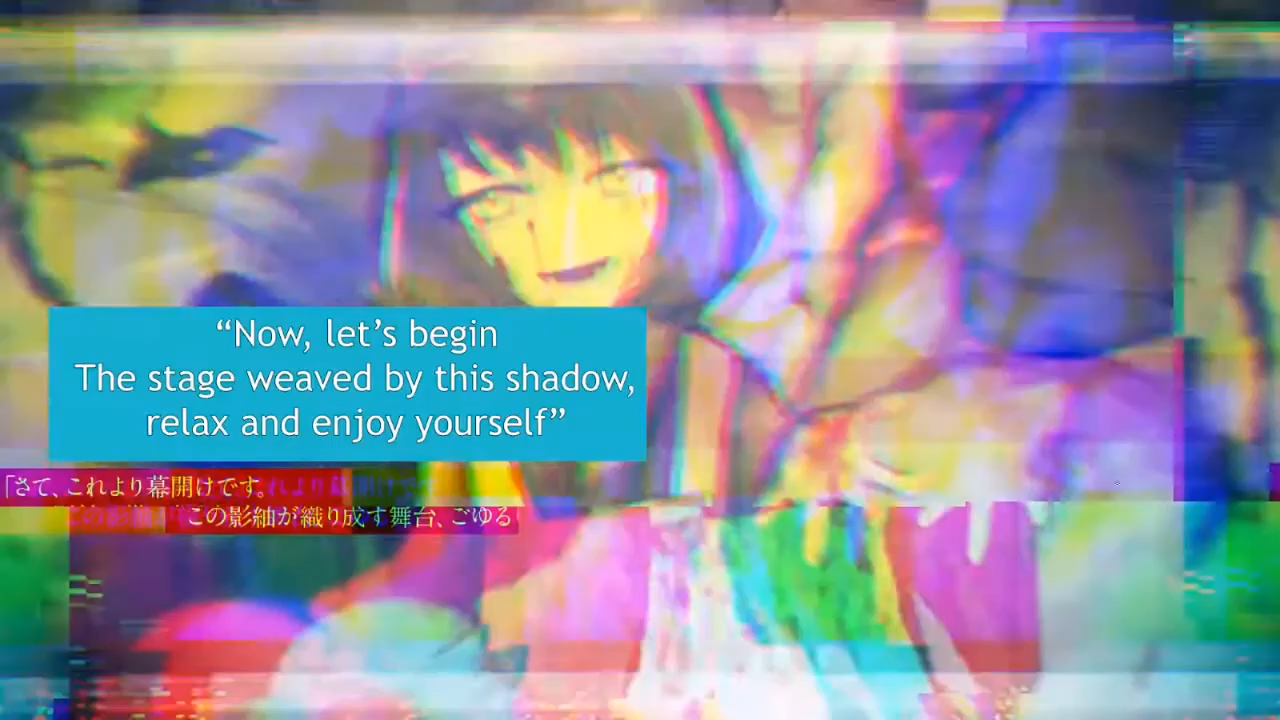 “Now, let’s begin
The stage weaved by this shadow,
relax and enjoy yourself”
「さて、これより幕開けです。
この影紬が織り成す舞台、ごゆる